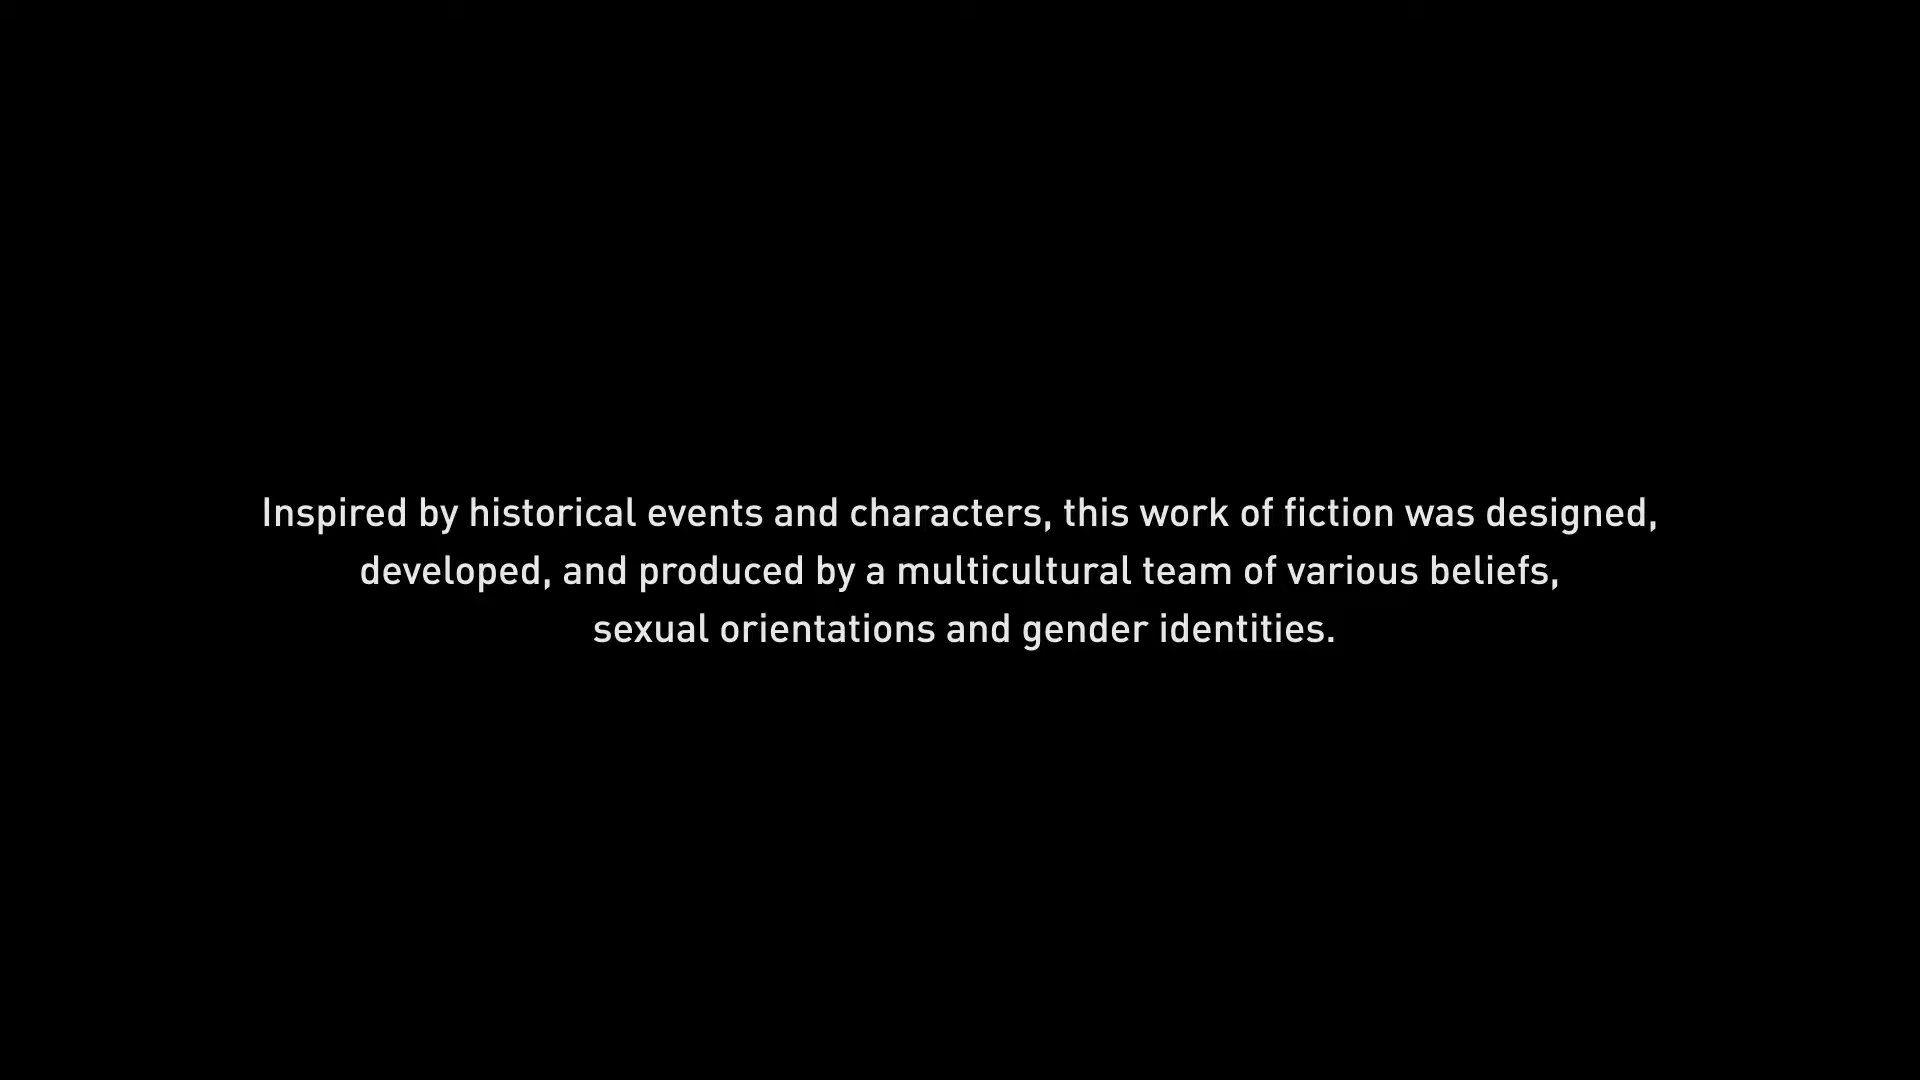 Inspired by historical events and characters, this work of fiction was designed,
developed, and produced by a multicultural team of various beliefs,
sexual orientations and gender identities.